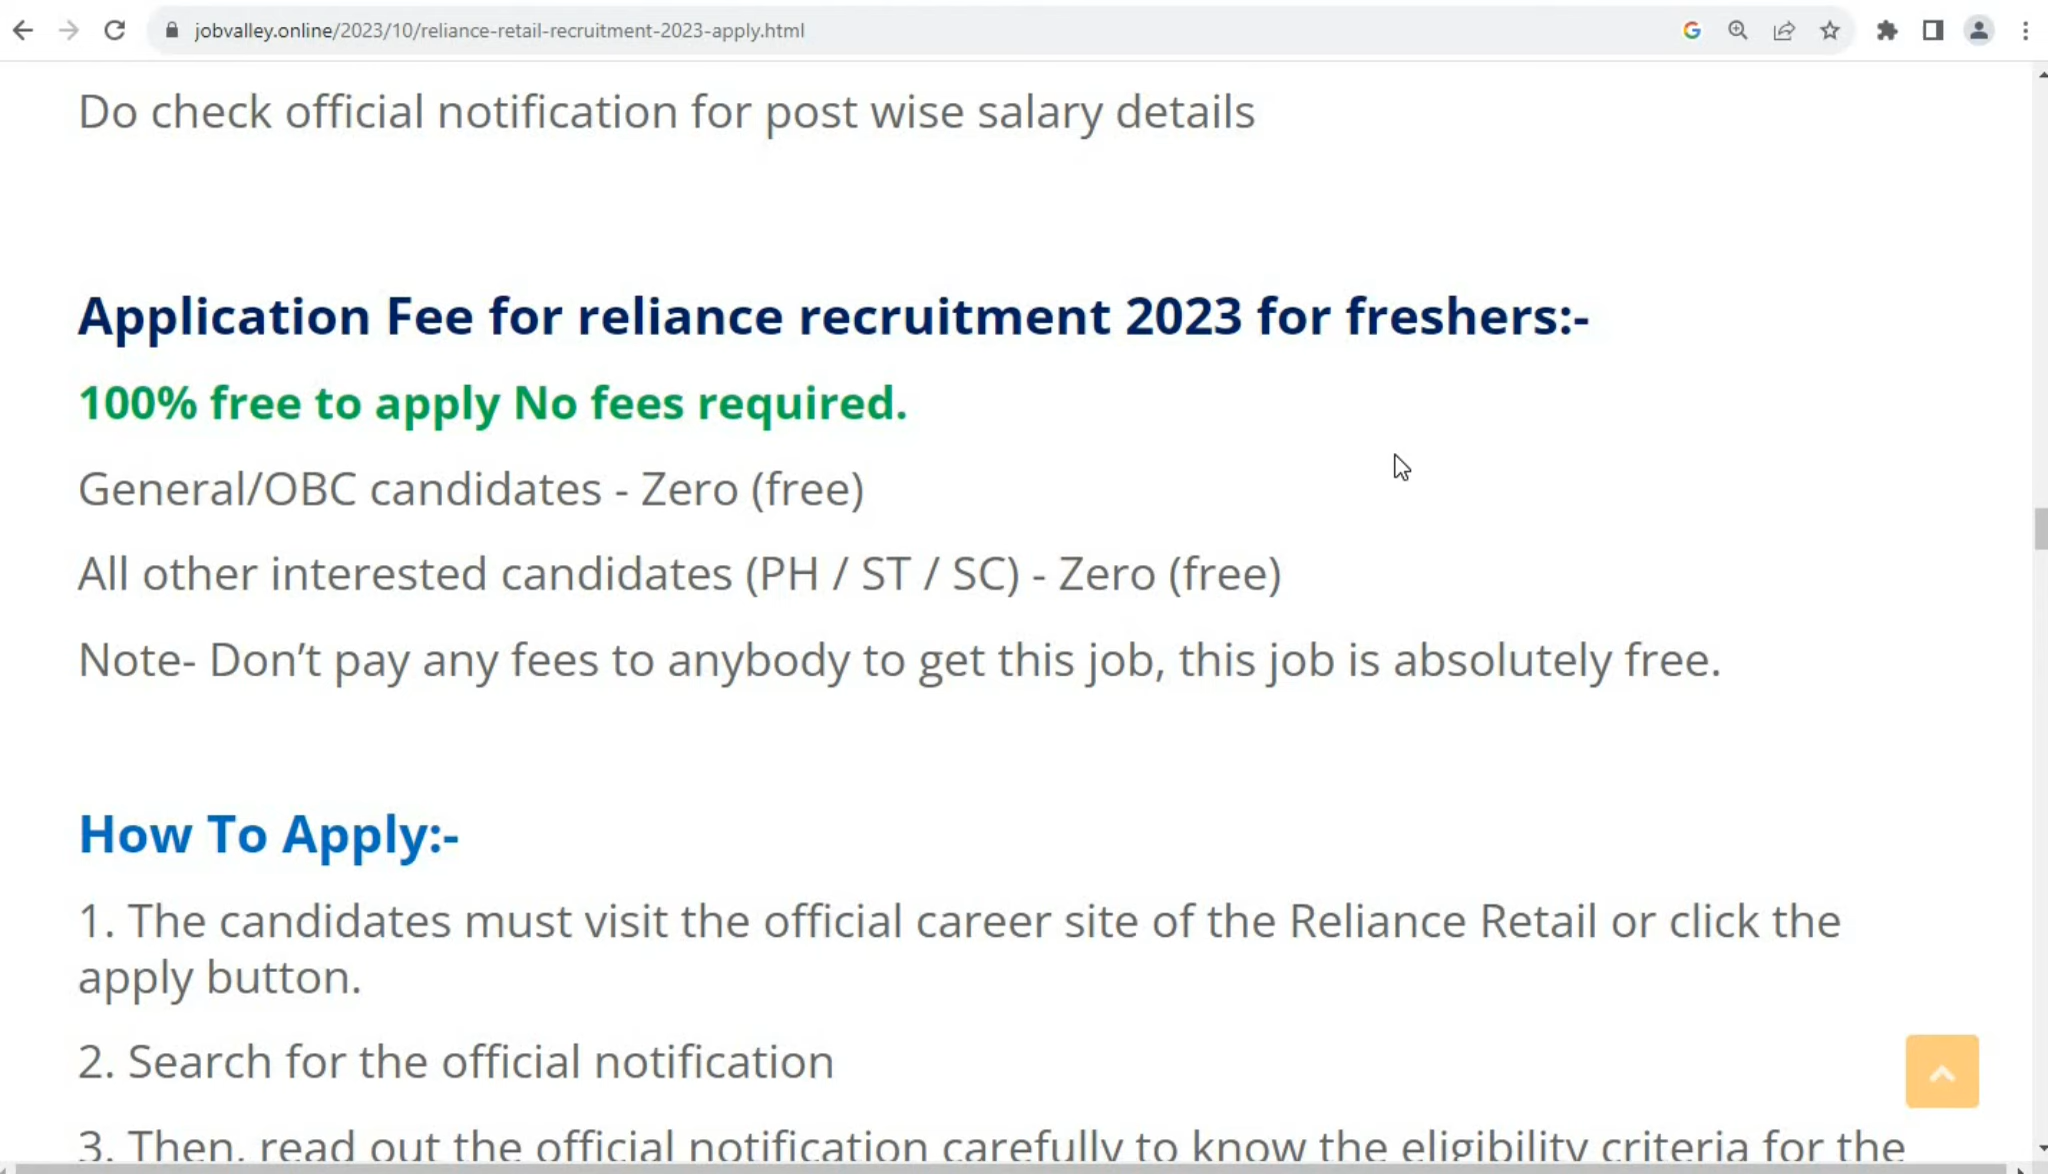 jobvalley.online/2023/10/reliance-retail-recruitment-2023-apply.html
Do check official notification for post wise salary details
Application Fee for reliance recruitment 2023 for freshers:-
100% free to apply No fees required.
General/OBC candidates - Zero (free)
All other interested candidates (PH / ST / SC) - Zero (free)
Note- Don’t pay any fees to anybody to get this job, this job is absolutely free.
How To Apply:-
1. The candidates must visit the official career site of the Reliance Retail or click the
apply button.
2. Search for the official notification
3. Then, read out the official notification carefully to know the eligibility criteria for the